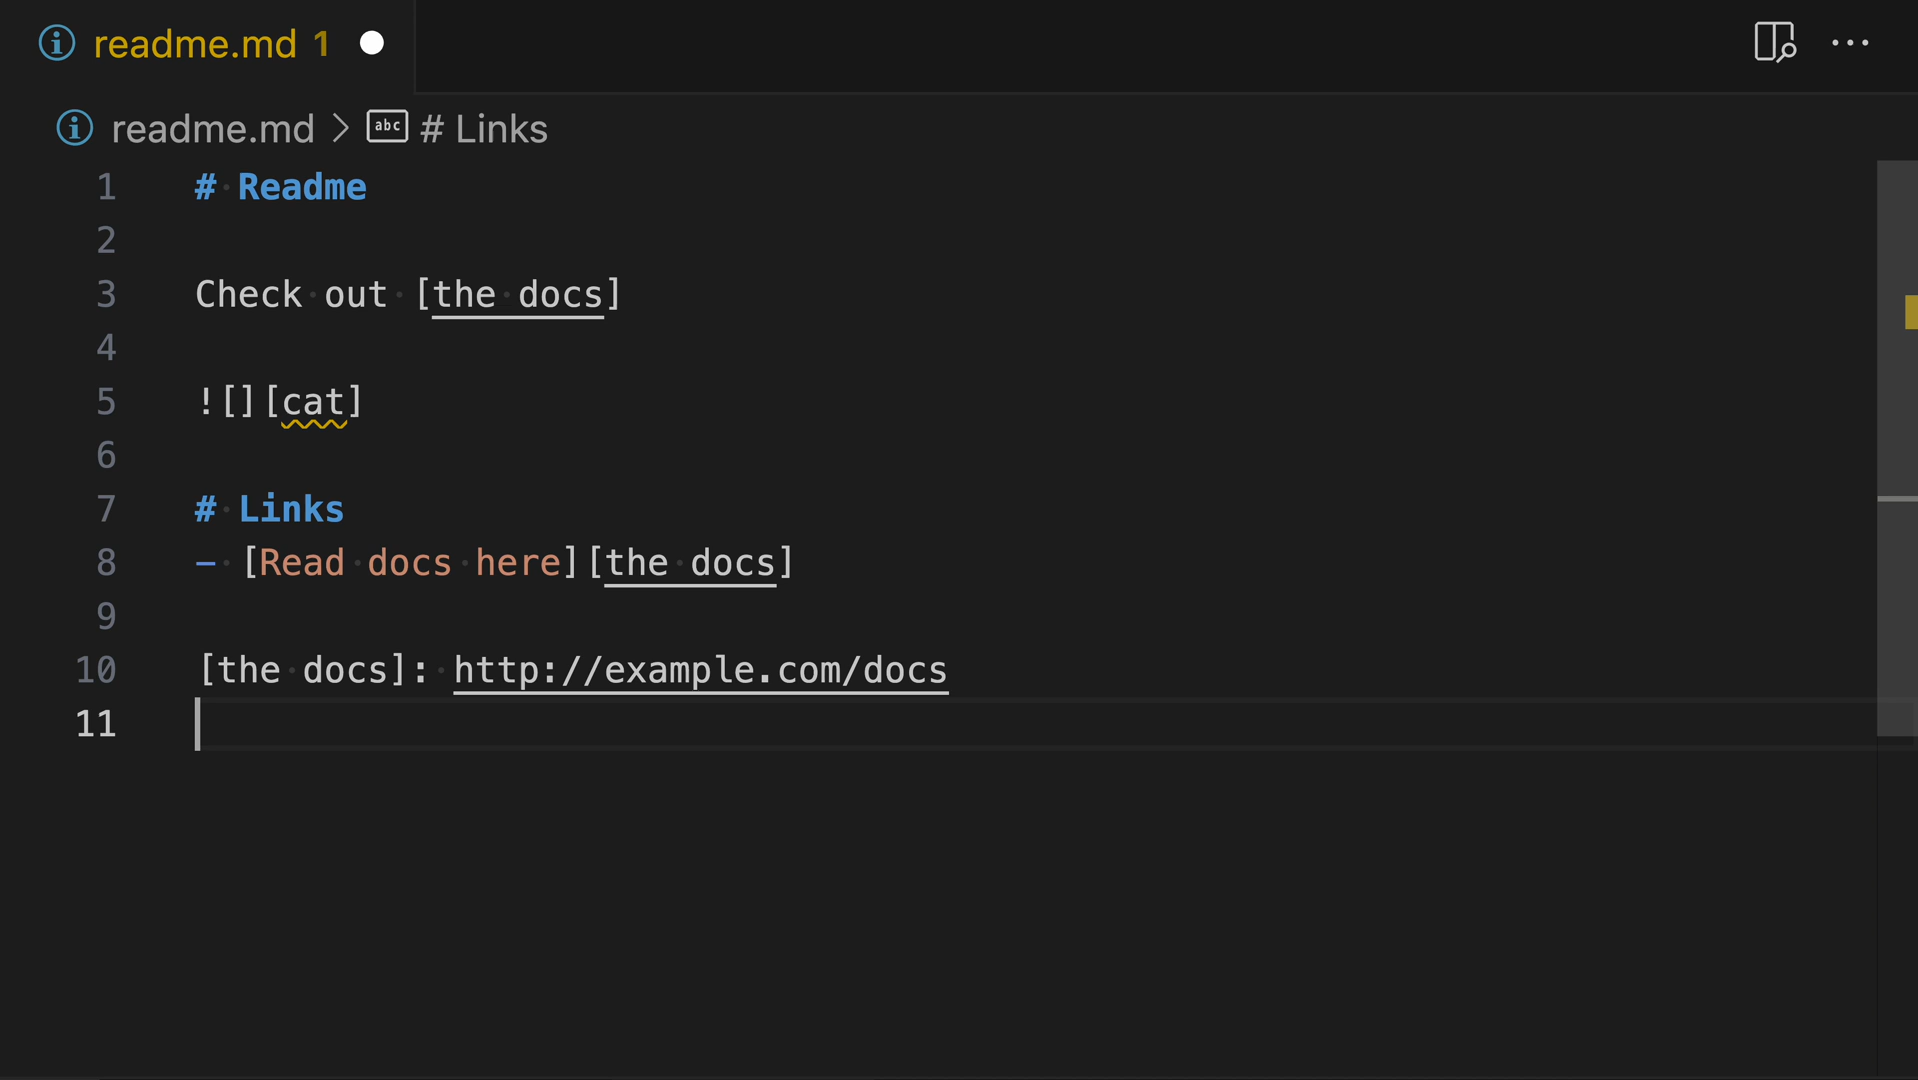 readme.md 1
readme.md > abc # Links
1 # Readme
2
3 Check out [the docs]
4
5 ![][cat]
6
7 # Links
8 - [Read docs here][the docs]
9
10 [the docs]: http://example.com/docs
11